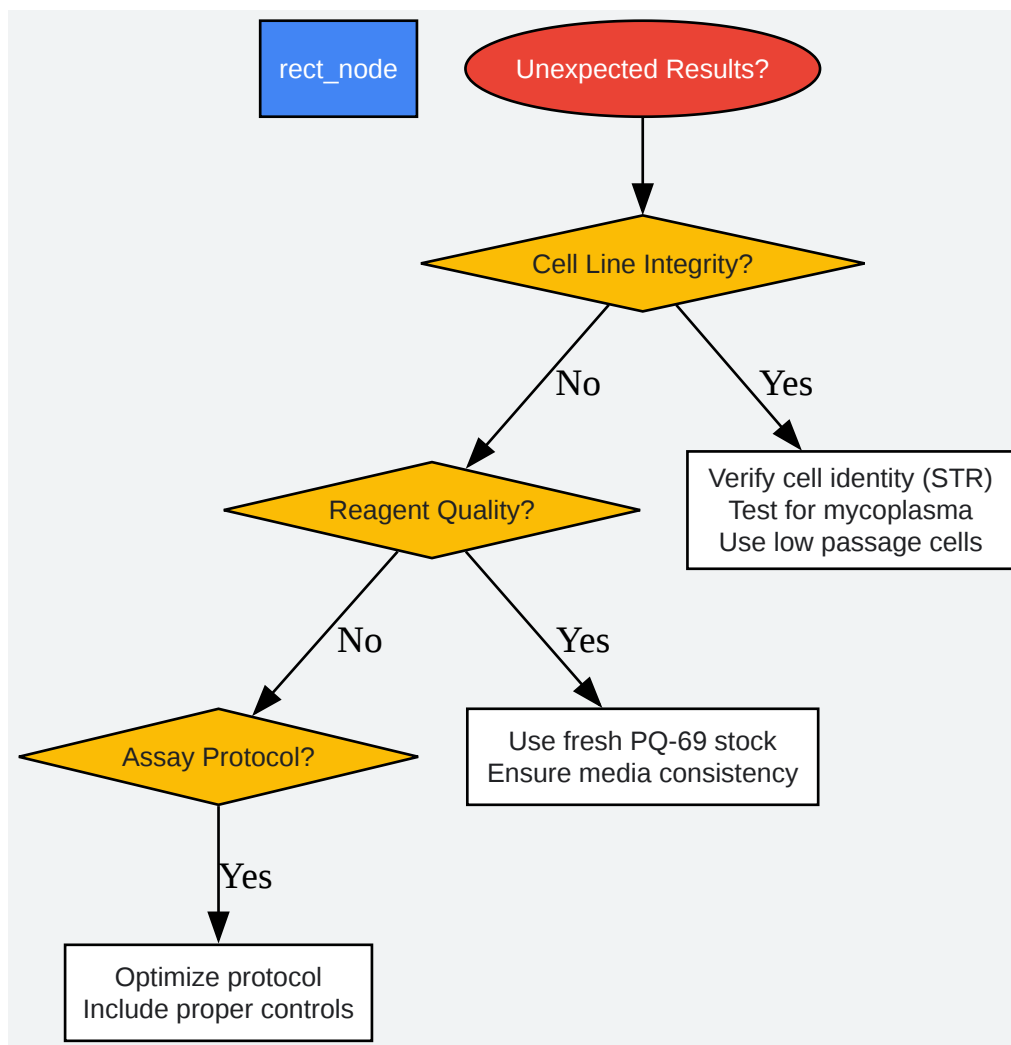 rect_node
Unexpected Results?
Cell Line Integrity?
No
Yes
Verify cell identity (STR)
Test for mycoplasma
Use low passage cells
Reagent Quality?
No
Yes
Use fresh PQ-69 stock
Ensure media consistency
Assay Protocol?
Yes
Optimize protocol
Include proper controls